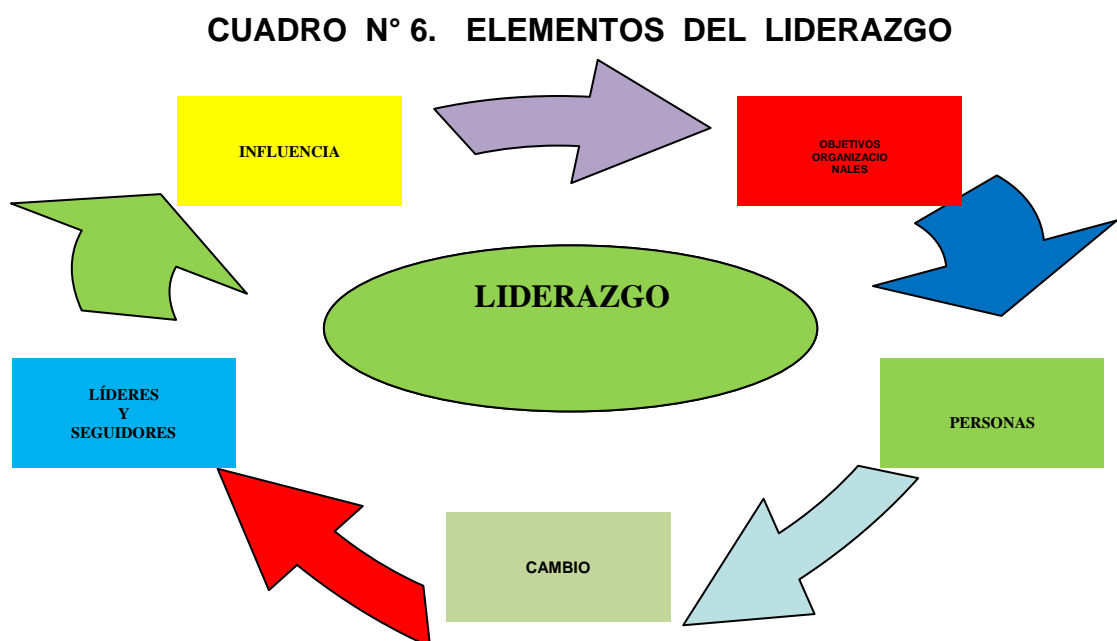 CUADRO N° 6. ELEMENTOS DEL LIDERAZGO
INFLUENCIA
OBJETIVOS
ORGANIZACIO
NALES
LIDERAZGO
LÍDERES
Y
SEGUIDORES
PERSONAS
CAMBIO